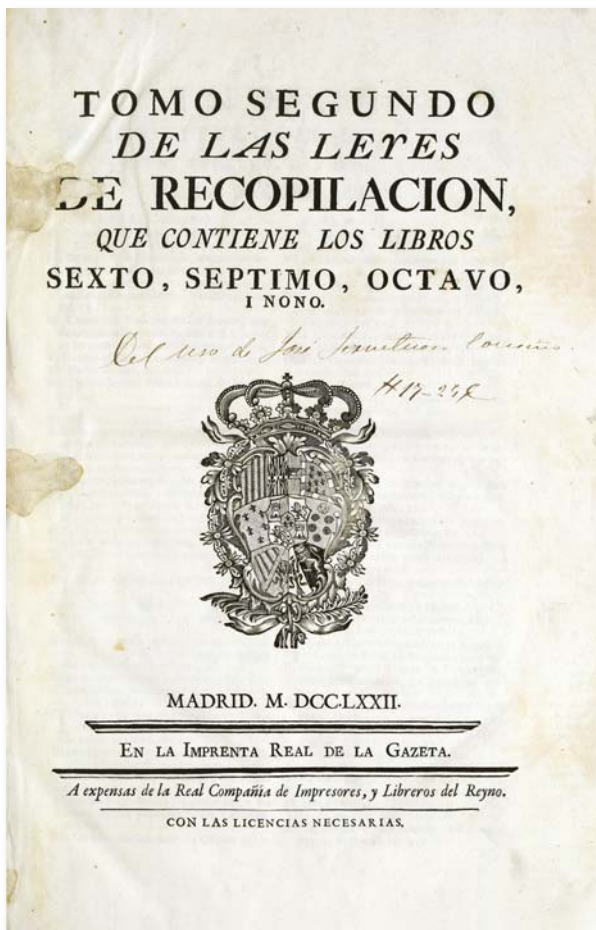 TOMO SEGUNDO
DE LAS LEYES
DE RECOPILACION,
QUE CONTIENE LOS LIBROS
SEXTO, SEPTIMO, OCTAVO,
I NONO.
Del uso de José
MADRID. M. DCC.LXXII.
EN LA IMPRENTA REAL DE LA GAZETA.
A expensas de la Real Compañía de Impresores, y Libreros del Reyno.
CON LAS LICENCIAS NECESARIAS.